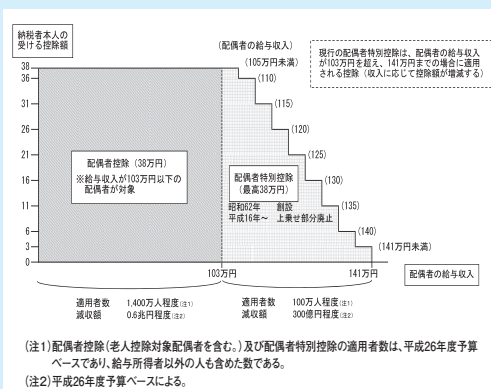 納税者本人の
受ける控除額
(配偶者の給与収入)
現行の配偶者特別控除は、配偶者の給与収入
が103万円を超え、141万円までの場合に適用
される控除(収入に応じて控除額が増減する)
38
36
31
26
21
16
11
6
3
0
(105万円未満)
(110)
(115)
(120)
(125)
(130)
(135)
(140)
(141万円未満)
配偶者控除(38万円)
※給与収入が103万円以下の
配偶者が対象
配偶者特別控除
(最高38万円)
昭和62年 創設
平成16年~ 上乗せ部分廃止
103万円
141万円
配偶者の給与収入
適用者数 1,400万人程度(注1)
減収額 0.6兆円程度(注2)
適用者数 100万人程度(注1)
減収額 300億円程度(注2)
(注1)配偶者控除(老人控除対象配偶者を含む。)及び配偶者特別控除の適用者数は、平成26年度予算
ベースであり、給与所得者以外の人も含めた数である。
(注2)平成26年度予算ベースによる。